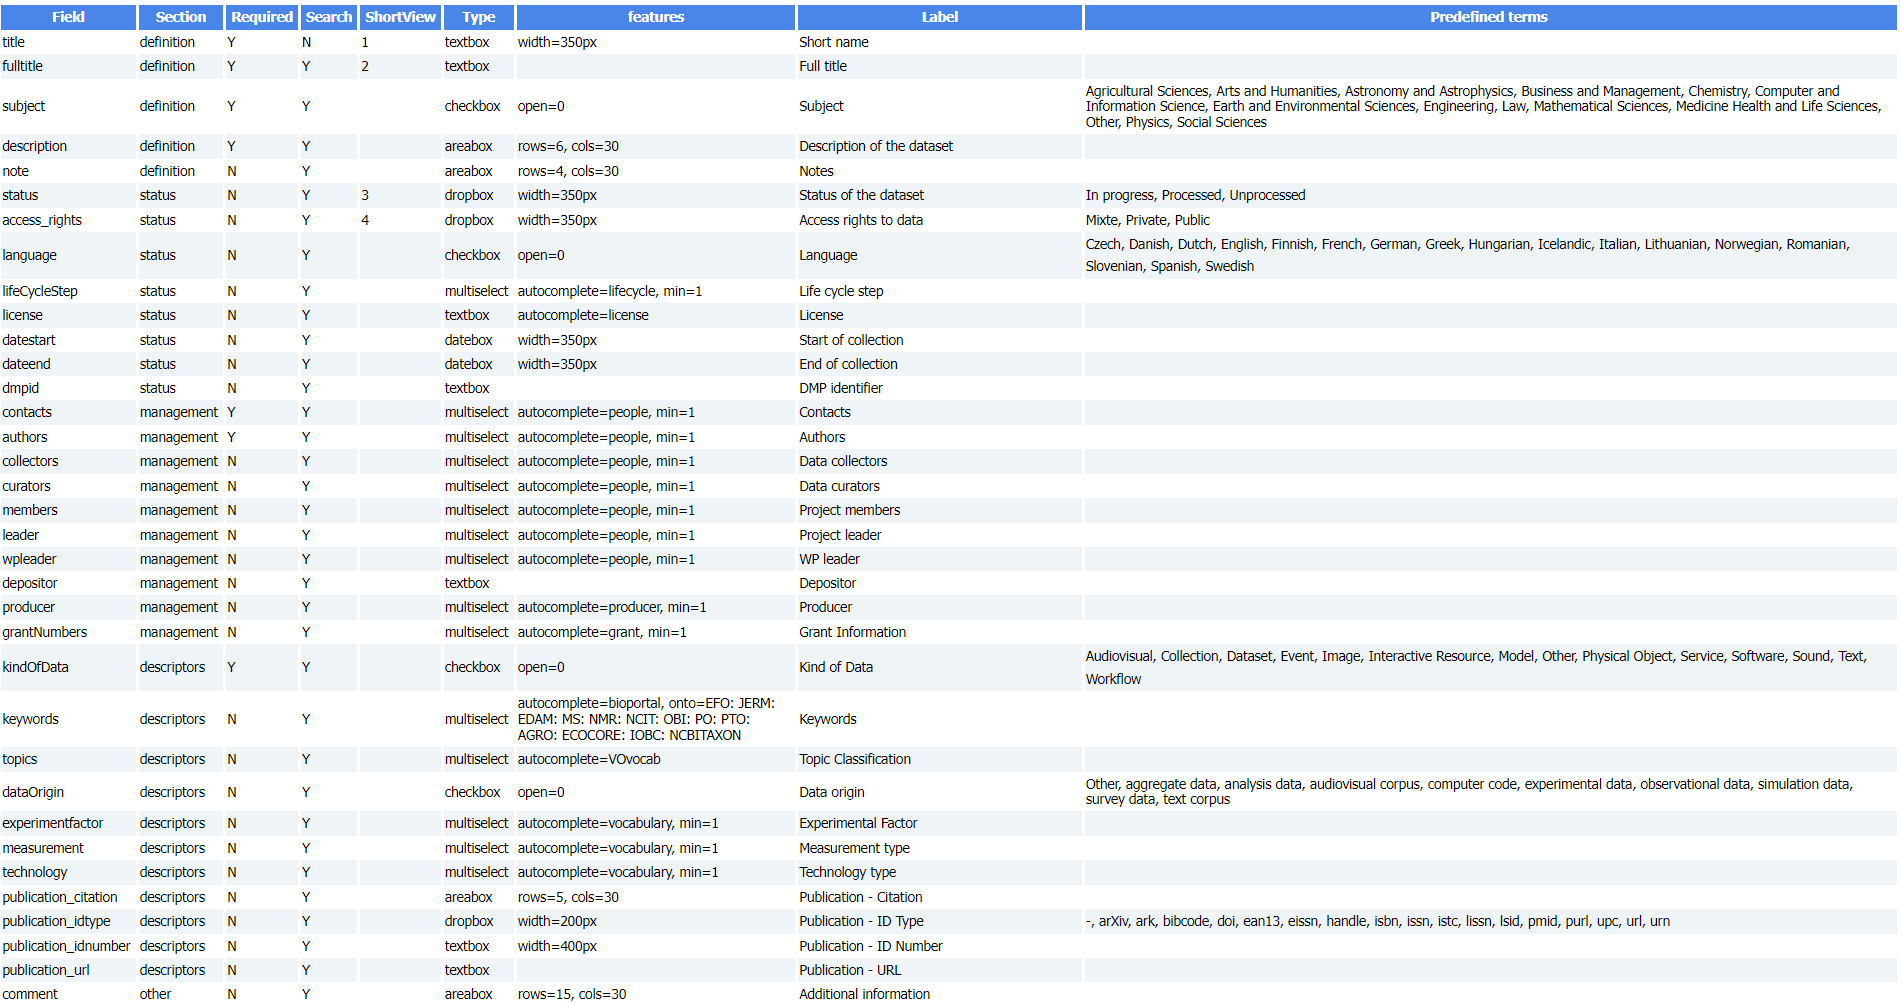 Field Section Required Search ShortView Type features Label Predefined terms
title definition Y N 1 textbox width=350px Short name
fulltitle definition Y Y 2 textbox Full title
subject definition Y Y checkbox open=0 Subject Agricultural Sciences, Arts and Humanities, Astronomy and Astrophysics, Business and Management, Chemistry, Computer and
Information Science, Earth and Environmental Sciences, Engineering, Law, Mathematical Sciences, Medicine Health and Life Sciences,
Other, Physics, Social Sciences
description definition Y Y areabox rows=6, cols=30 Description of the dataset
note definition N Y areabox rows=4, cols=30 Notes
status status N Y 3 dropbox width=350px Status of the dataset In progress, Processed, Unprocessed
access_rights status N Y 4 dropbox width=350px Access rights to data Mixte, Private, Public
language status N Y checkbox open=0 Language Czech, Danish, Dutch, English, Finnish, French, German, Greek, Hungarian, Icelandic, Italian, Lithuanian, Norwegian, Romanian,
Slovenian, Spanish, Swedish
lifeCycleStep status N Y multiselect autocomplete=lifecycle, min=1 Life cycle step
license status N Y textbox autocomplete=license License
datestart status N Y datebox width=350px Start of collection
dateend status N Y datebox width=350px End of collection
dmpid status N Y textbox DMP identifier
contacts management Y Y multiselect autocomplete=people, min=1 Contacts
authors management Y Y multiselect autocomplete=people, min=1 Authors
collectors management N Y multiselect autocomplete=people, min=1 Data collectors
curators management N Y multiselect autocomplete=people, min=1 Data curators
members management N Y multiselect autocomplete=people, min=1 Project members
leader management N Y multiselect autocomplete=people, min=1 Project leader
wpleader management N Y multiselect autocomplete=people, min=1 WP leader
depositor management N Y textbox Depositor
producer management N Y multiselect autocomplete=producer, min=1 Producer
grantNumbers management N Y multiselect autocomplete=grant, min=1 Grant Information
kindOfData descriptors Y Y checkbox open=0 Kind of Data Audiovisual, Collection, Dataset, Event, Image, Interactive Resource, Model, Other, Physical Object, Service, Software, Sound, Text,
Workflow
keywords descriptors N Y multiselect autocomplete=bioportal, onto=EFO: JERM:
EDAM: MS: NMR: NCIT: OBI: PO: PTO:
AGRO: ECOCORE: IOBC: NCBITAXON Keywords
topics descriptors N Y multiselect autocomplete=VOvocab Topic Classification
dataOrigin descriptors N Y checkbox open=0 Data origin Other, aggregate data, analysis data, audiovisual corpus, computer code, experimental data, observational data, simulation data,
survey data, text corpus
experimentfactor descriptors N Y multiselect autocomplete=vocabulary, min=1 Experimental Factor
measurement descriptors N Y multiselect autocomplete=vocabulary, min=1 Measurement type
technology descriptors N Y multiselect autocomplete=vocabulary, min=1 Technology type
publication_citation descriptors N Y areabox rows=5, cols=30 Publication - Citation
publication_idtype descriptors N Y dropbox width=200px Publication - ID Type -, arXiv, ark, bibcode, doi, ean13, eissn, handle, isbn, issn, istc, lissn, lsid, pmid, purl, upc, url, urn
publication_idnumber descriptors N Y textbox width=400px Publication - ID Number
publication_url descriptors N Y textbox Publication - URL
comment other N Y areabox rows=15, cols=30 Additional information